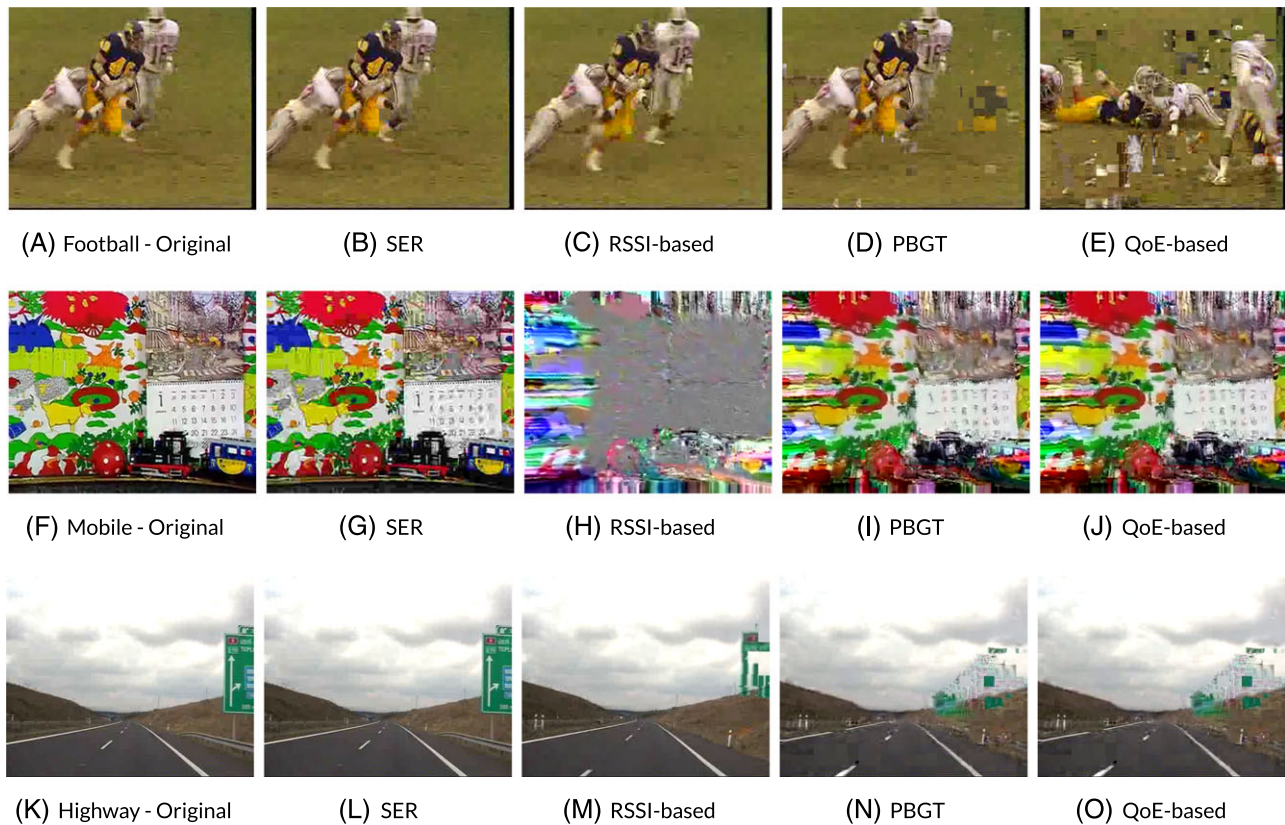 (A) Football - Original
(B) SER
(C) RSSI-based
(D) PBGT
(E) QoE-based
(F) Mobile - Original
(G) SER
(H) RSSI-based
(I) PBGT
(J) QoE-based
(K) Highway - Original
(L) SER
(M) RSSI-based
(N) PBGT
(O) QoE-based